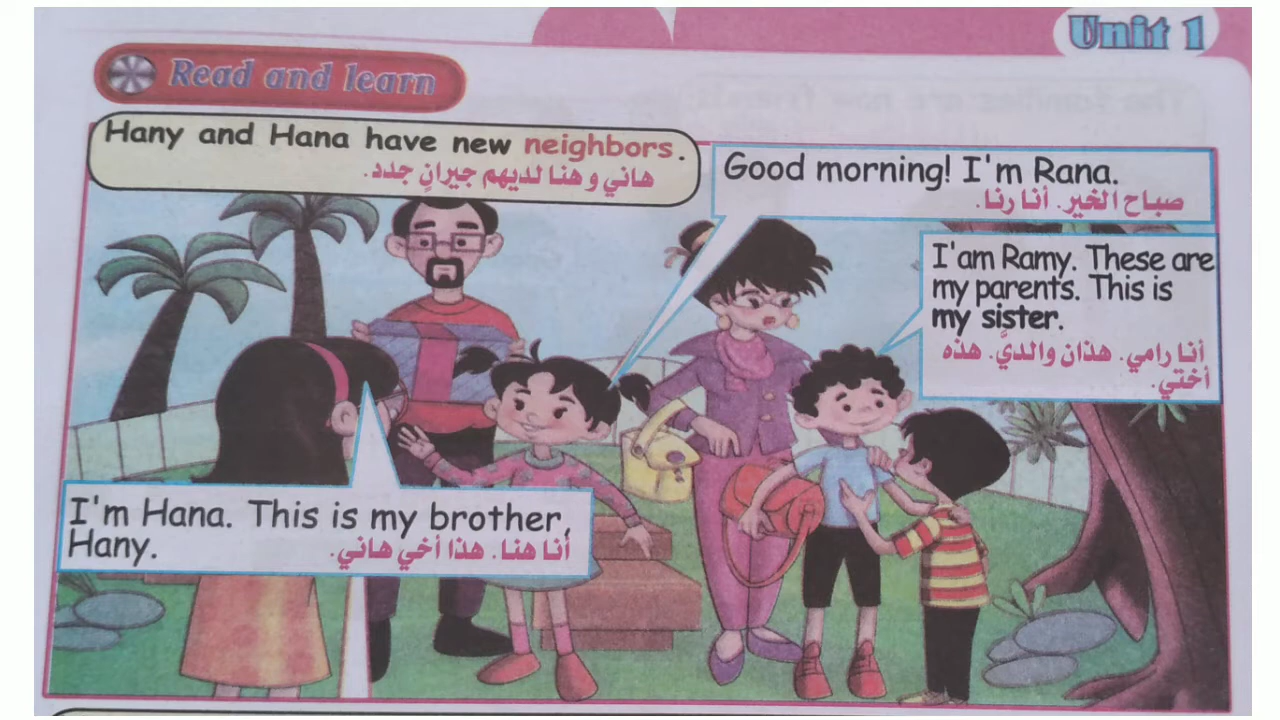 Unit 1
Read and learn
Hany and Hana have new neighbors.
هاني و هنا لديهم جيرانٍ جدد.
Good morning! I'm Rana.
صباح الخير. أنا رنا.
I'am Ramy. These are
my parents. This is
my sister.
أنا رامي. هذان والديَّ. هذه
أختي.
I'm Hana. This is my brother,
Hany.
أنا هنا. هذا أخي هاني.